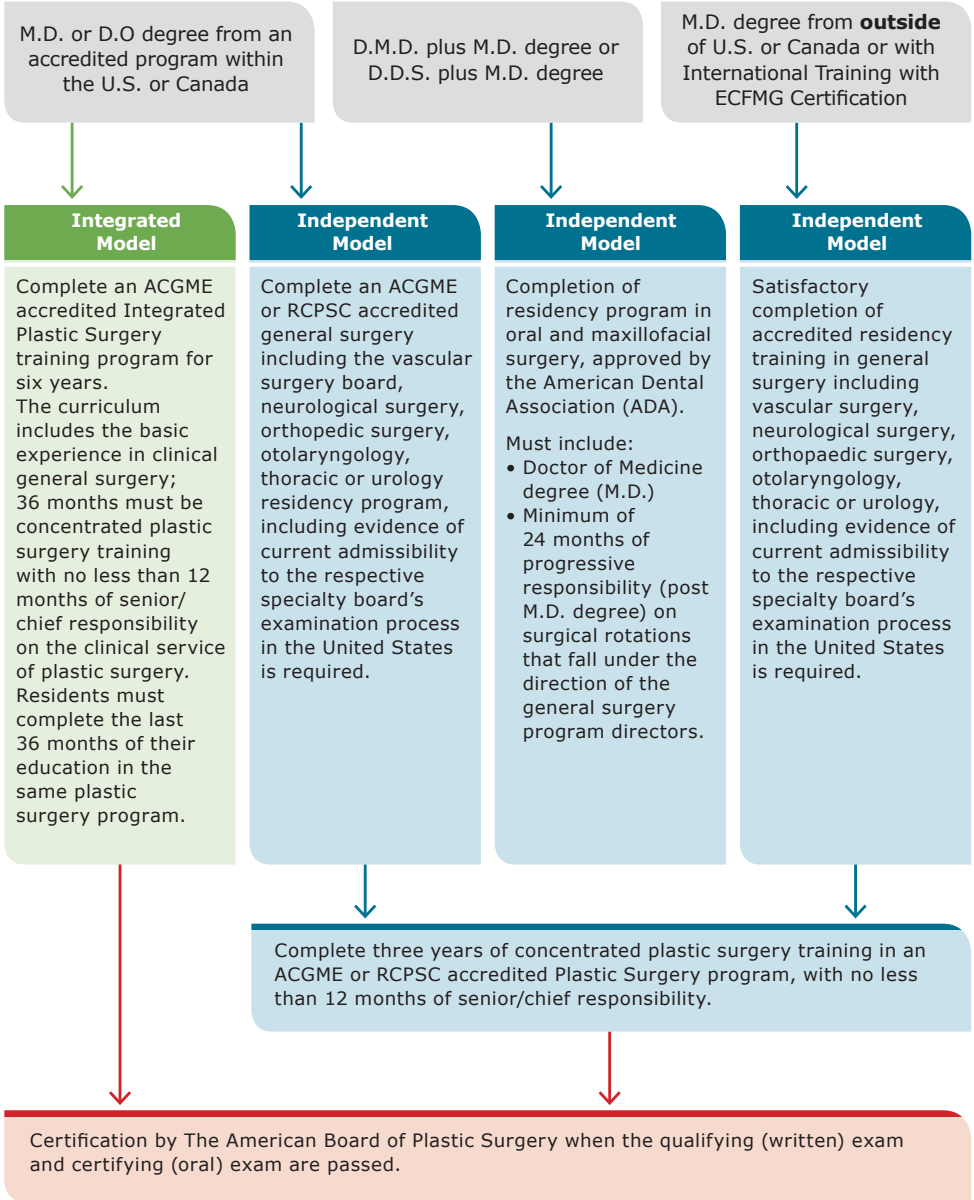 M.D. or D.O degree from an
accredited program within
the U.S. or Canada
D.M.D. plus M.D. degree or
D.D.S. plus M.D. degree
M.D. degree from outside
of U.S. or Canada or with
International Training with
ECFMG Certification
Integrated
Model
Complete an ACGME
accredited Integrated
Plastic Surgery
training program for
six years.
The curriculum
includes the basic
experience in clinical
general surgery;
36 months must be
concentrated plastic
surgery training
with no less than 12
months of senior/
chief responsibility
on the clinical service
of plastic surgery.
Residents must
complete the last
36 months of their
education in the
same plastic
surgery program.
Independent
Model
Complete an ACGME
or RCPSC accredited
general surgery
including the vascular
surgery board,
neurological surgery,
orthopedic surgery,
otolaryngology,
thoracic or urology
residency program,
including evidence of
current admissibility
to the respective
specialty board's
examination process
in the United States
is required.
Independent
Model
Completion of
residency program in
oral and maxillofacial
surgery, approved by
the American Dental
Association (ADA).
Must include:
• Doctor of Medicine
degree (M.D.)
• Minimum of
24 months of
progressive
responsibility (post
M.D. degree) on
surgical rotations
that fall under the
direction of the
general surgery
program directors.
Independent
Model
Satisfactory
completion of
accredited residency
training in general
surgery including
vascular surgery,
neurological surgery,
orthopaedic surgery,
otolaryngology,
thoracic or urology,
including evidence of
current admissibility
to the respective
specialty board's
examination process
in the United States
is required.
Complete three years of concentrated plastic surgery training in an
ACGME or RCPSC accredited Plastic Surgery program, with no less
than 12 months of senior/chief responsibility.
Certification by The American Board of Plastic Surgery when the qualifying (written) exam
and certifying (oral) exam are passed.